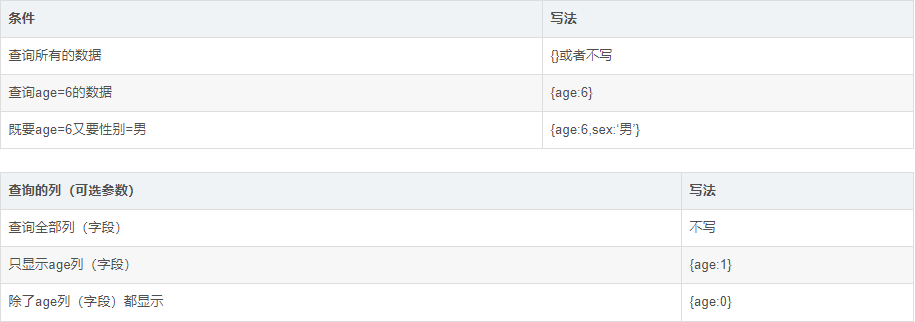 条件 写法
查询所有的数据 {}或者不写
查询age=6的数据 {age:6}
既要age=6又要性别=男 {age:6,sex:‘男’}
查询的列（可选参数） 写法
查询全部列（字段） 不写
只显示age列（字段） {age:1}
除了age列（字段）都显示 {age:0}